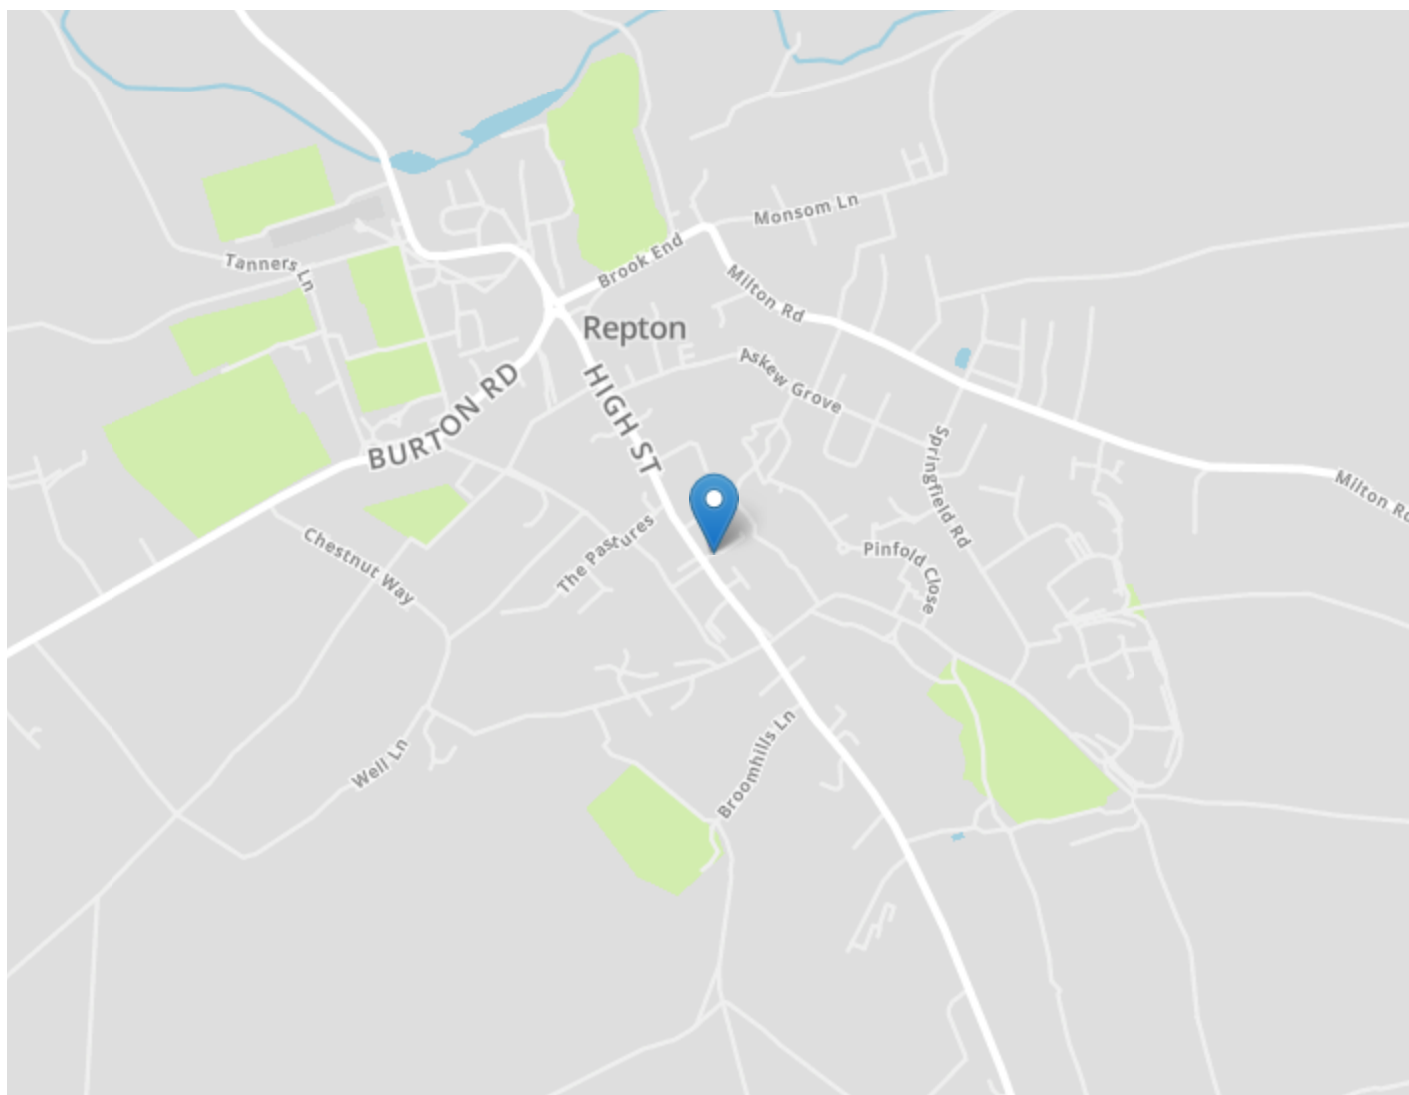 Monsom Ln
Brook End
Tanners Ln
Milton Rd
Repton
Askew Grove
HIGH ST
BURTON RD
Springfield Rd
Milton Rd
The Pastures
Chestnut Way
Pinfold Close
Well Ln
Broomhills Ln